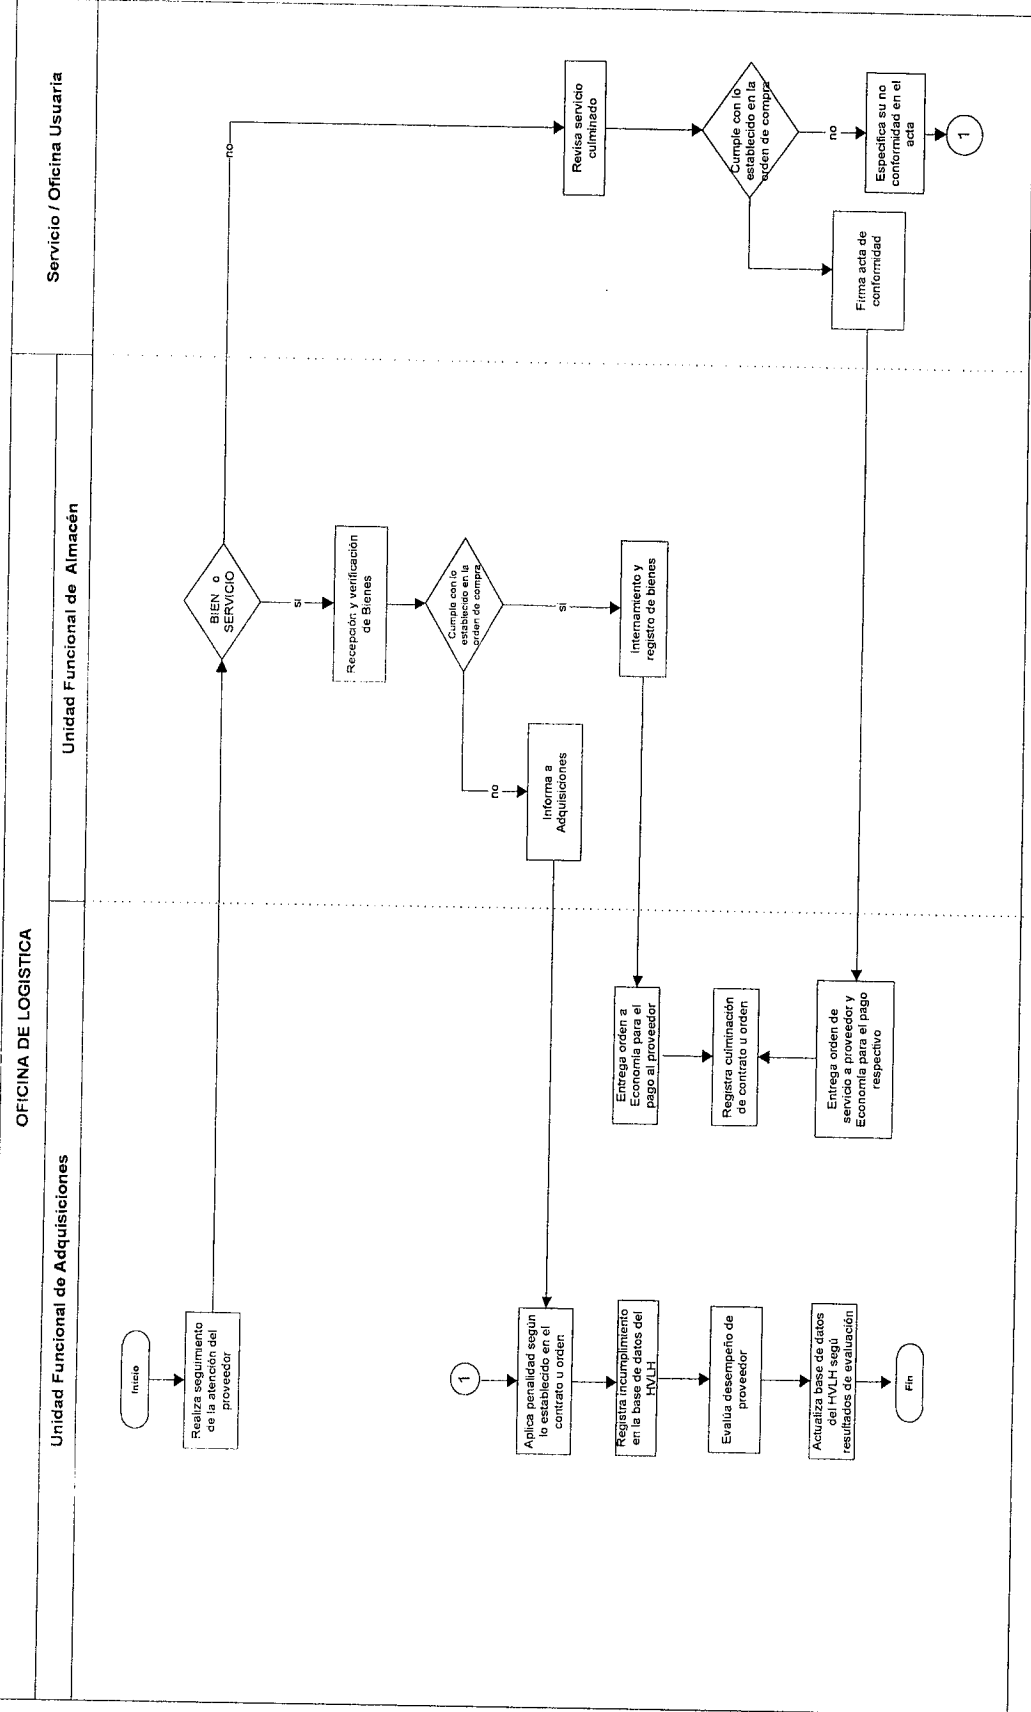 OFICINA DE LOGISTICA
Unidad Funcional de Adquisiciones
Unidad Funcional de Almacén
Servicio / Oficina Usuaria
Inicio
Realiza seguimiento
de la atención del
proveedor
BIEN o
SERVICIO
no
si
Recepción y verificación
de Bienes
Cumple con lo
establecido en la
orden de compra
no
si
Informa a
Adquisiciones
Internamiento y
registro de bienes
Revisa servicio
culminado
Cumple con lo
establecido en la
orden de compra
no
Especifica su no
conformidad en el
acta
1
Firma acta de
conformidad
1
Aplica penalidad según
lo establecido en el
contrato u orden
Registra incumplimiento
en la base de datos del
HVLH
Evalúa desempeño de
proveedor
Actualiza base de datos
del HVLH segú
resultados de evaluación
Fin
Entrega orden a
Economía para el
pago al proveedor
Registra culminación
de contrato u orden
Entrega orden de
servicio a proveedor y
Economía para el pago
respectivo